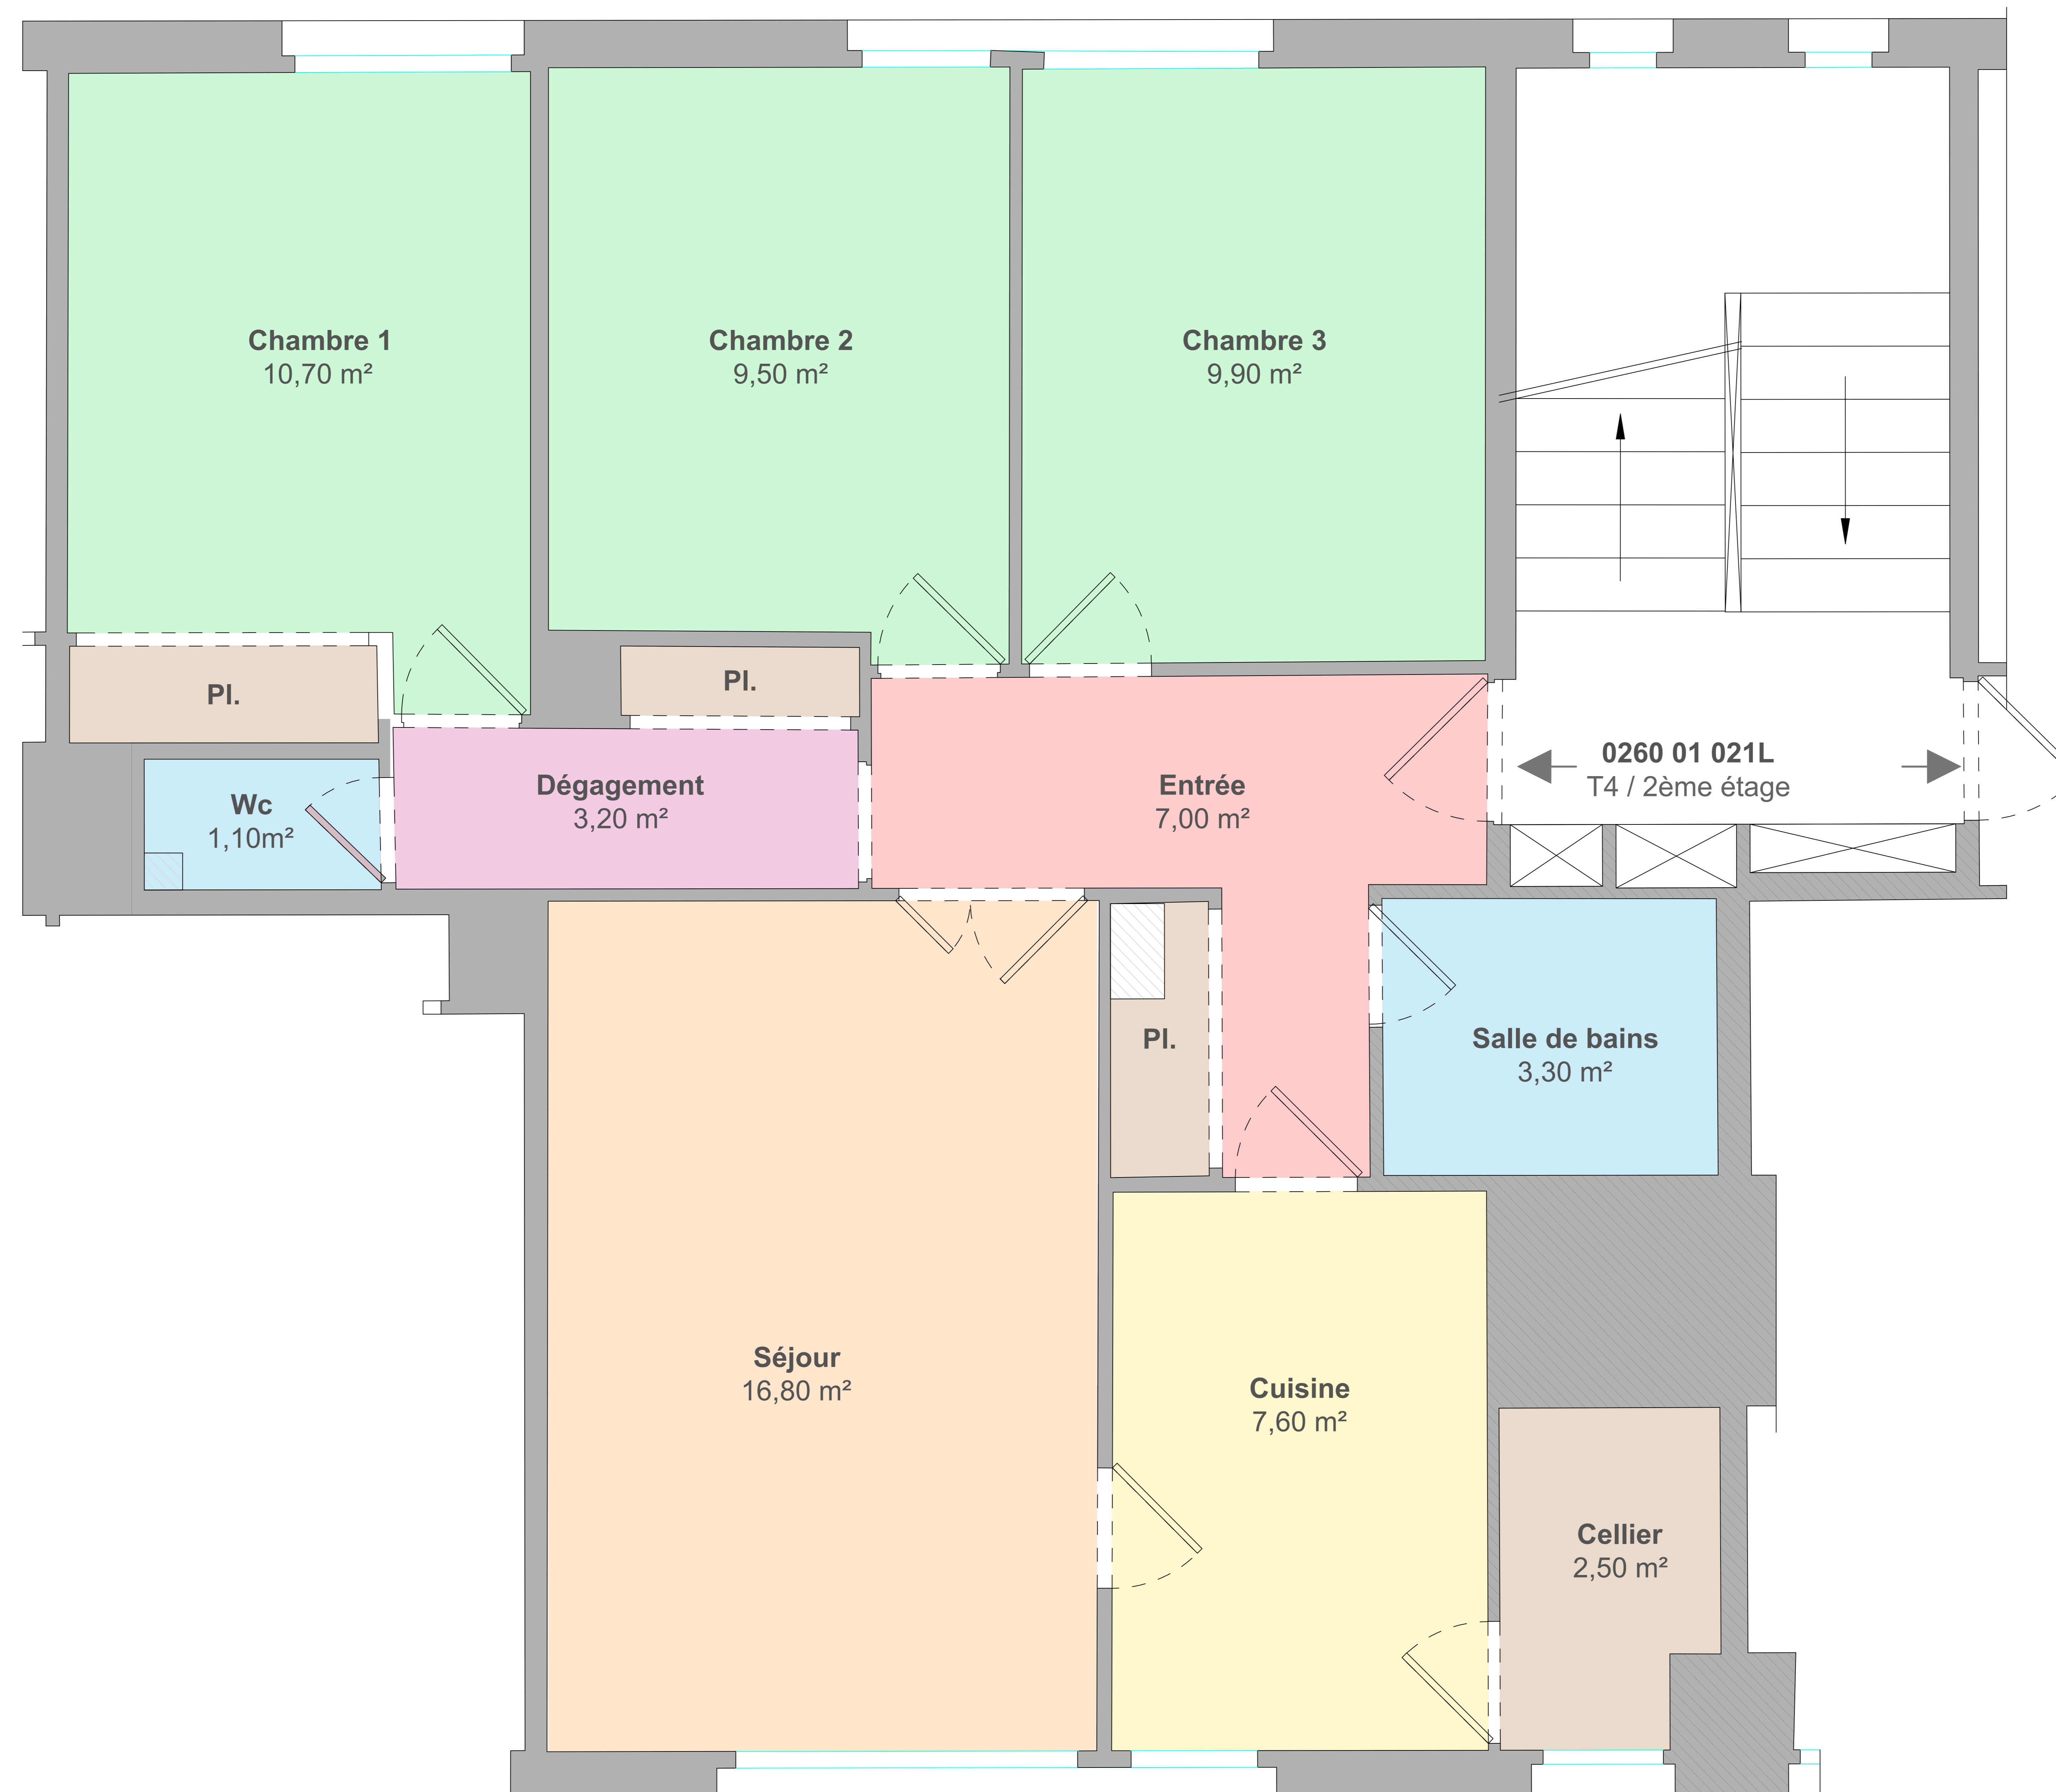 Chambre 1
10,70 m²
Chambre 2
9,50 m²
Chambre 3
9,90 m²
Pl.
Pl.
Wc
1,10m²
Dégagement
3,20 m²
Entrée
7,00 m²
0260 01 021L
T4 / 2ème étage
Pl.
Salle de bains
3,30 m²
Séjour
16,80 m²
Cuisine
7,60 m²
Cellier
2,50 m²